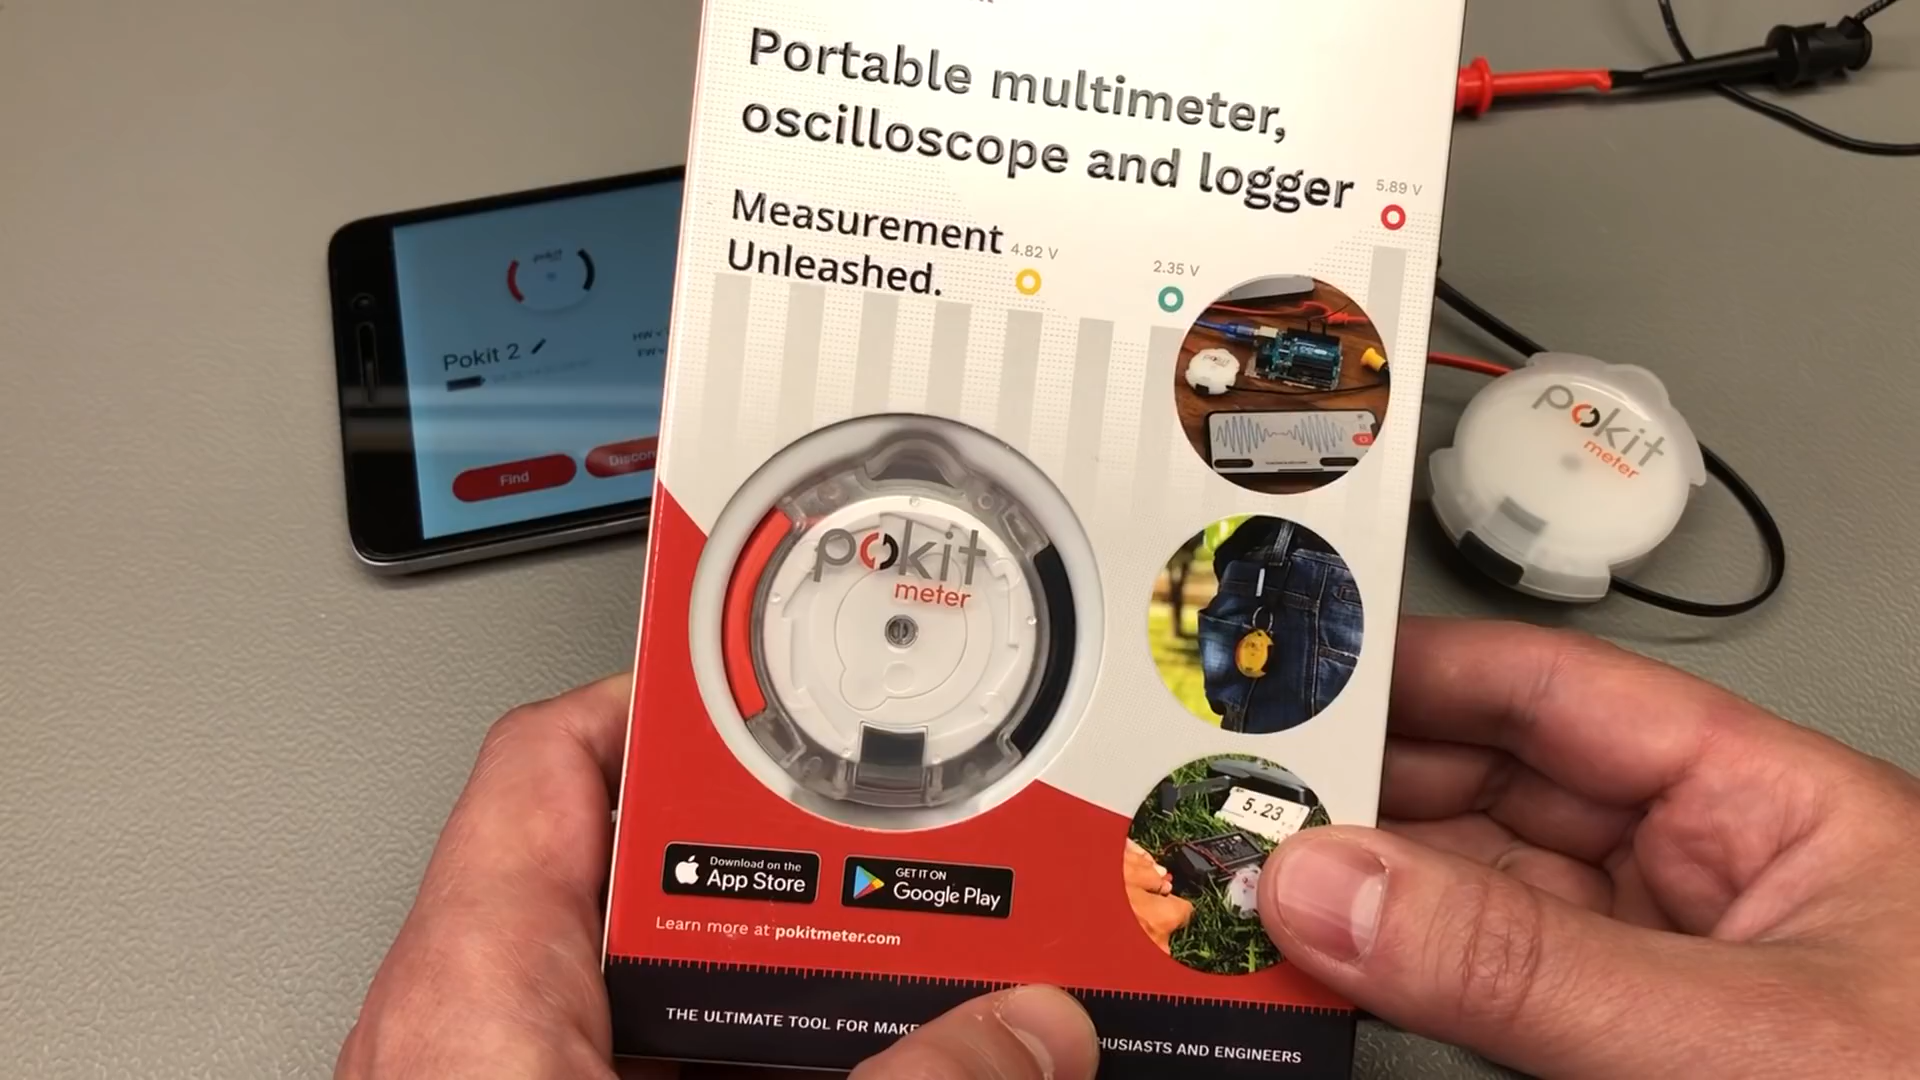 Portable multimeter,
oscilloscope and logger
Measurement
Unleashed.
4.82 V
2.35 V
5.89 V
pokit
meter
Download on the
App Store
GET IT ON
Google Play
Learn more at pokitmeter.com
THE ULTIMATE TOOL FOR MAKE
HUSIASTS AND ENGINEERS
5.23
pokit
Pokit 2
Find
Discon
pokit
meter